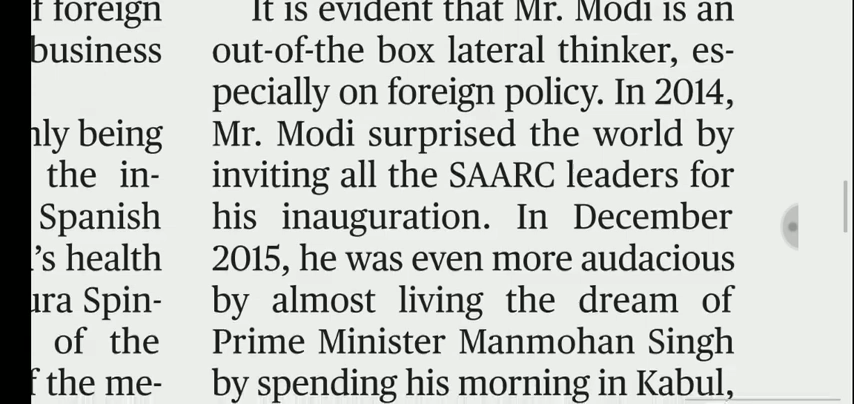 foreign
business
being
the in-
Spanish
's health
Spin-
of the
the me-
It is evident that Mr. Modi is an
out-of-the box lateral thinker, es-
pecially on foreign policy. In 2014,
Mr. Modi surprised the world by
inviting all the SAARC leaders for
his inauguration. In December
2015, he was even more audacious
by almost living the dream of
Prime Minister Manmohan Singh
by spending his morning in Kabul,